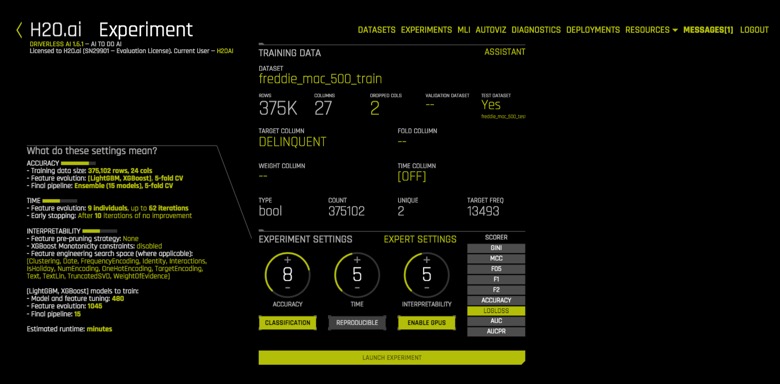 H2O.ai Experiment
DRIVERLESS AI 1.5.1 — AI TO DO AI
Licensed to H2O.ai (SN29901 — Evaluation License). Current User — H2OAI
DATASETS EXPERIMENTS MLI AUTOVIZ DIAGNOSTICS DEPLOYMENTS RESOURCES MESSAGES[1] LOGOUT
TRAINING DATA
ASSISTANT
DATASET
freddie_mac_500_train
ROWS COLUMNS DROPPED COLS VALIDATION DATASET TEST DATASET
375K 27 2 -- Yes
freddie_mac_500_tes
TARGET COLUMN FOLD COLUMN
DELINQUENT --
WEIGHT COLUMN TIME COLUMN
-- [OFF]
TYPE COUNT UNIQUE TARGET FREQ
bool 375102 2 13493
What do these settings mean?
ACCURACY
- Training data size: 375,102 rows, 24 cols
- Feature evolution: [LightGBM, XGBoost], 5-fold CV
- Final pipeline: Ensemble (15 models), 5-fold CV
TIME
- Feature evolution: 9 individuals, up to 62 iterations
- Early stopping: After 10 iterations of no improvement
INTERPRETABILITY
- Feature pre-pruning strategy: None
- XGBoost Monotonicity constraints: disabled
- Feature engineering search space (where applicable):
[Clustering, Date, FrequencyEncoding, Identity, Interactions,
IsHoliday, NumEncoding, OneHotEncoding, TargetEncoding,
Text, TextLin, TruncatedSVD, WeightOfEvidence]
[LightGBM, XGBoost] models to train:
- Model and feature tuning: 480
- Feature evolution: 1045
- Final pipeline: 15
Estimated runtime: minutes
EXPERIMENT SETTINGS EXPERT SETTINGS
+ + +
8 5 5
− − −
ACCURACY TIME INTERPRETABILITY
CLASSIFICATION REPRODUCIBLE ENABLE GPUS
SCORER
GINI
MCC
F05
F1
F2
ACCURACY
LOGLOSS
AUC
AUCPR
LAUNCH EXPERIMENT